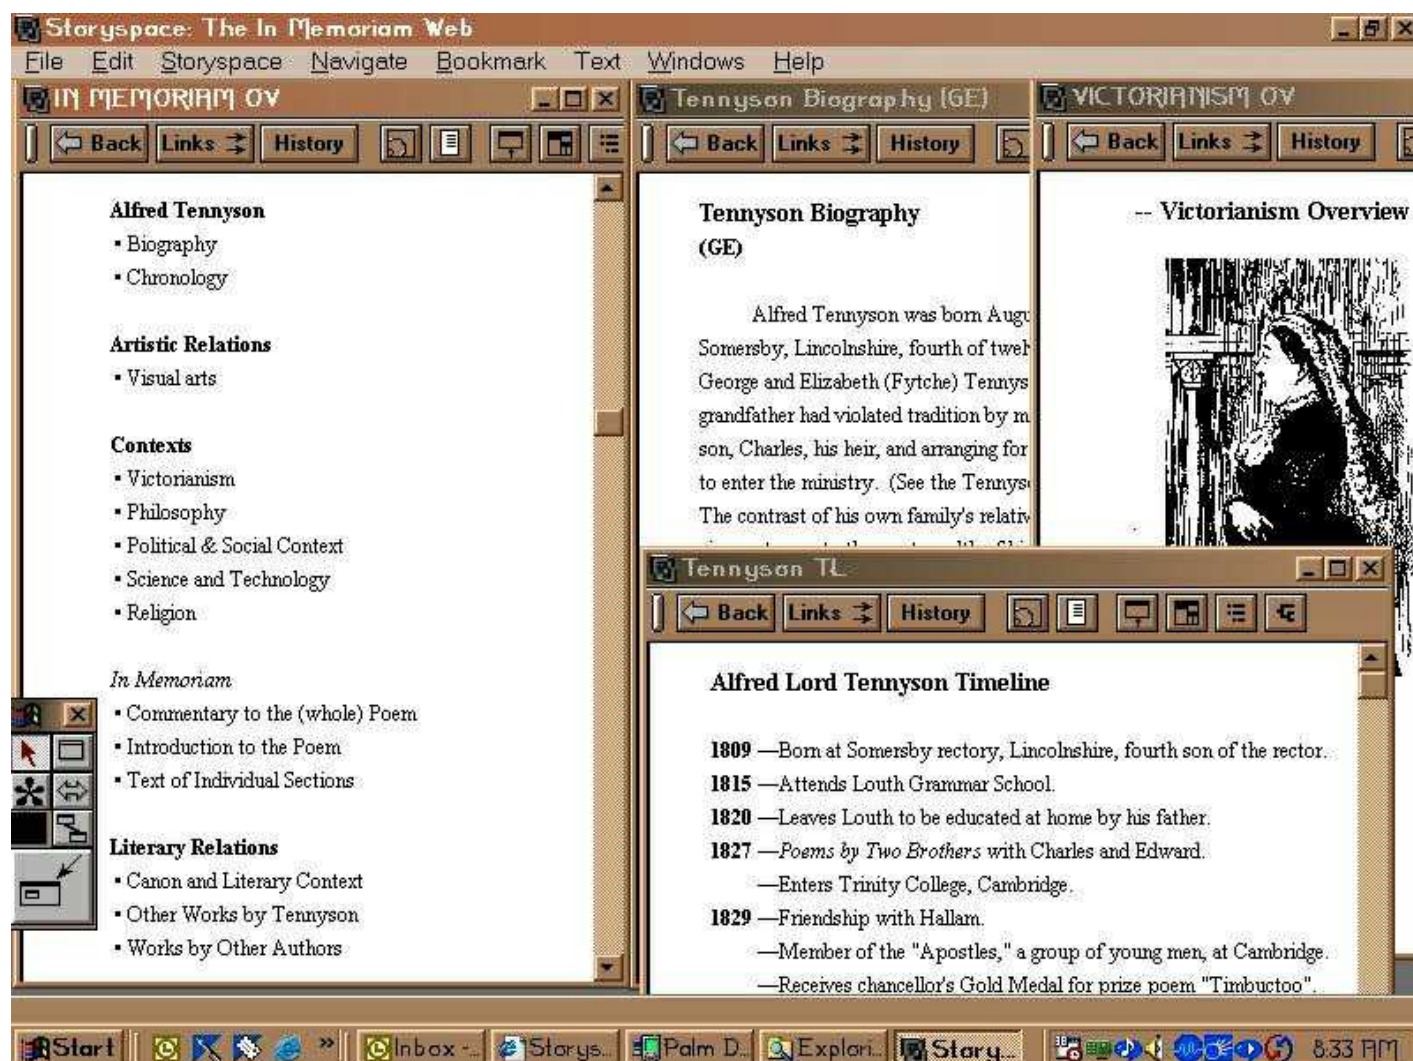 Storyspace: The In Memoriam Web
File Edit Storyspace Navigate Bookmark Text Windows Help
IN MEMORIAM OV
Back Links History
Alfred Tennyson
▪ Biography
▪ Chronology
Artistic Relations
▪ Visual arts
Contexts
▪ Victorianism
▪ Philosophy
▪ Political & Social Context
▪ Science and Technology
▪ Religion
In Memoriam
▪ Commentary to the (whole) Poem
▪ Introduction to the Poem
▪ Text of Individual Sections
Literary Relations
▪ Canon and Literary Context
▪ Other Works by Tennyson
▪ Works by Other Authors
Tennyson Biography (GE)
Back Links History
Tennyson Biography
(GE)
Alfred Tennyson was born Augu
Somersby, Lincolnshire, fourth of twel
George and Elizabeth (Fytche) Tennys
grandfather had violated tradition by m
son, Charles, his heir, and arranging for
to enter the ministry. (See the Tennys
The contrast of his own family's relativ
VICTORIANISM OV
Back Links History
-- Victorianism Overview
Tennyson TL
Back Links History
Alfred Lord Tennyson Timeline
1809 —Born at Somersby rectory, Lincolnshire, fourth son of the rector.
1815 —Attends Louth Grammar School.
1820 —Leaves Louth to be educated at home by his father.
1827 —Poems by Two Brothers with Charles and Edward.
—Enters Trinity College, Cambridge.
1829 —Friendship with Hallam.
—Member of the "Apostles," a group of young men, at Cambridge.
—Receives chancellor's Gold Medal for prize poem "Timbuctoo".
Start » Inbox -... Storys... Palm D... Explori... Story... 8:33 AM